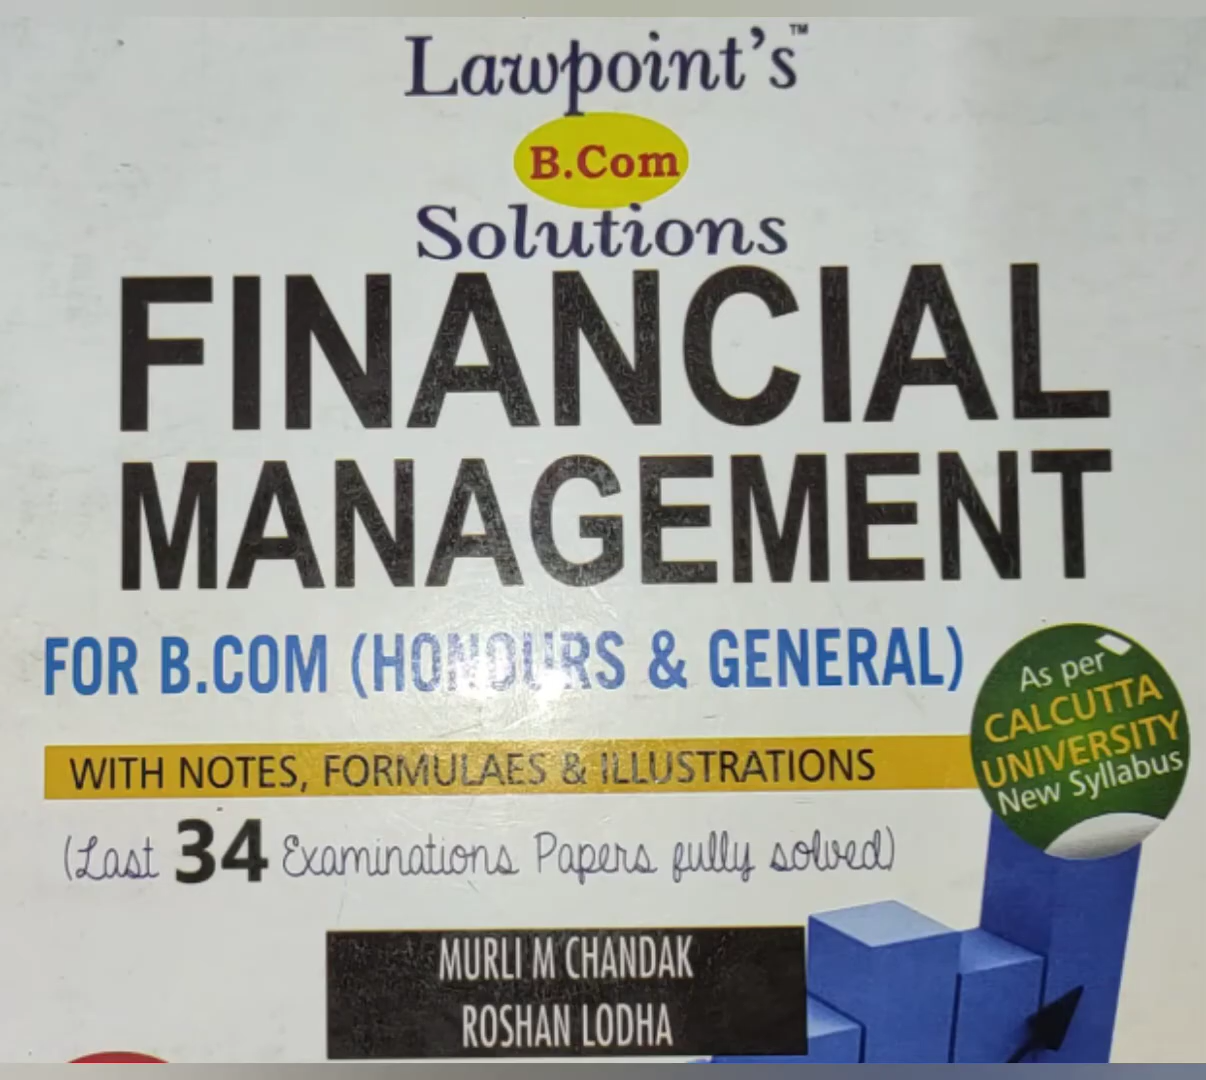 Lawpoint's™
B.Com
Solutions
FINANCIAL
MANAGEMENT
FOR B.COM (HONOURS & GENERAL)
As per
CALCUTTA
UNIVERSITY
New Syllabus
WITH NOTES, FORMULAES & ILLUSTRATIONS
(Last 34 Examinations Papers fully solved)
MURLI M CHANDAK
ROSHAN LODHA